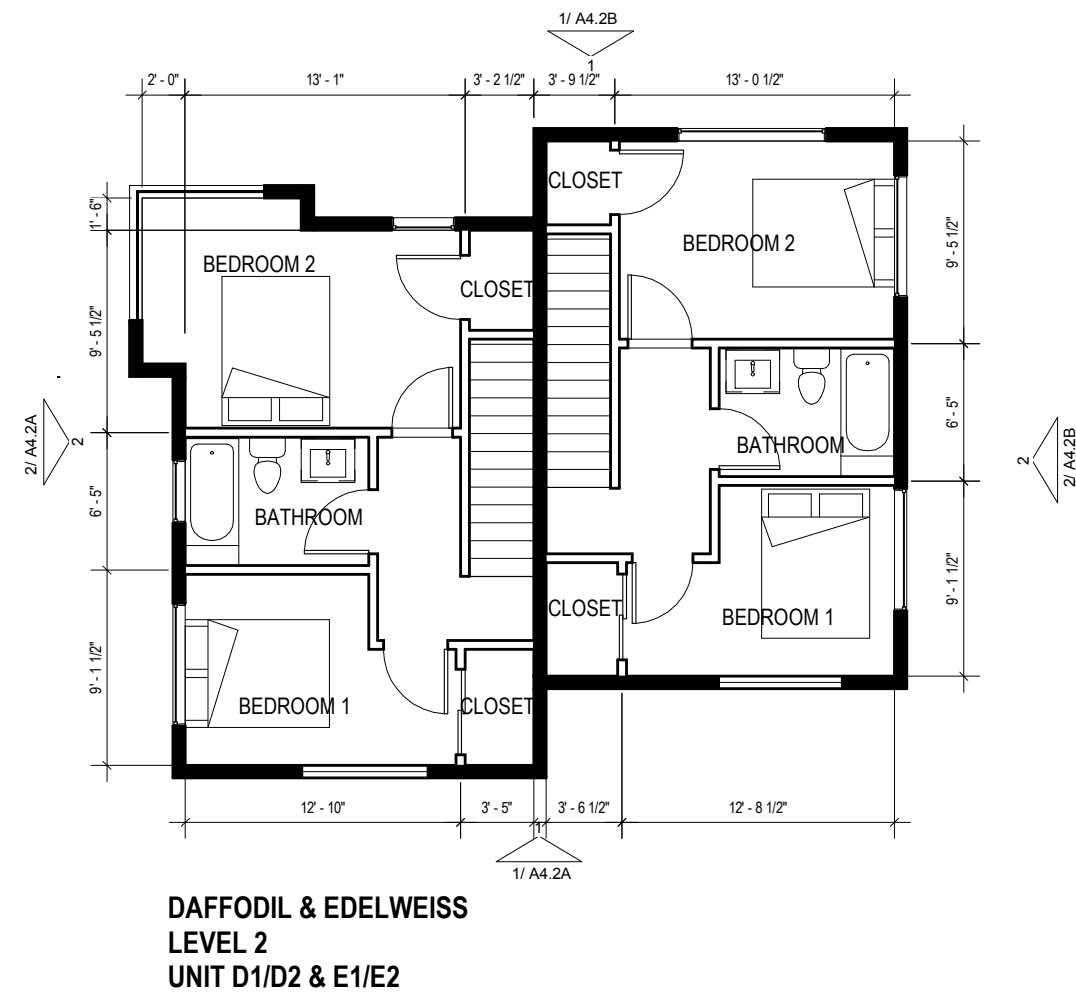 1/ A4.2B
1
2' - 0"
13' - 1"
3' - 2 1/2"
3' - 9 1/2"
13' - 0 1/2"
CLOSET
BEDROOM 2
1' - 6"
9' - 5 1/2"
BEDROOM 2
CLOSET
9' - 5 1/2"
2/ A4.2A
2
6' - 5"
BATHROOM
2
2/ A4.2B
6' - 5"
BATHROOM
9' - 1 1/2"
CLOSET
BEDROOM 1
9' - 1 1/2"
BEDROOM 1
CLOSET
12' - 10"
3' - 5"
3' - 6 1/2"
12' - 8 1/2"
1
1/ A4.2A
DAFFODIL & EDELWEISS
LEVEL 2
UNIT D1/D2 & E1/E2